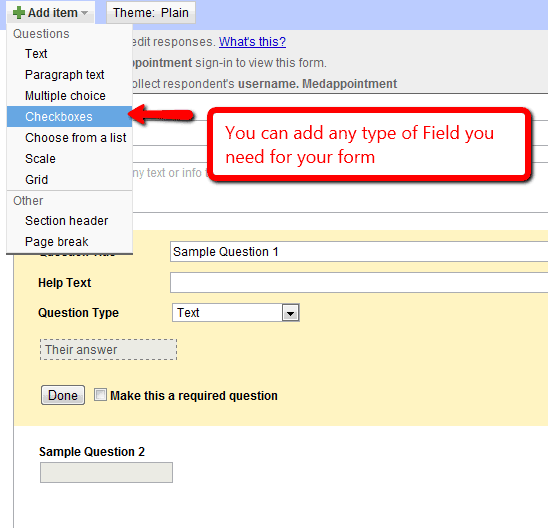 Add item Theme: Plain
Questions
edit responses. What's this?
Text
ppointment sign-in to view this form.
Paragraph text
ollect respondent's username. Medappointment
Multiple choice
Checkboxes
Choose from a list
Scale
Grid
You can add any type of Field you
need for your form
ny text or info
Other
Section header
Page break
Sample Question 1
Help Text
Question Type Text
Their answer
Done Make this a required question
Sample Question 2